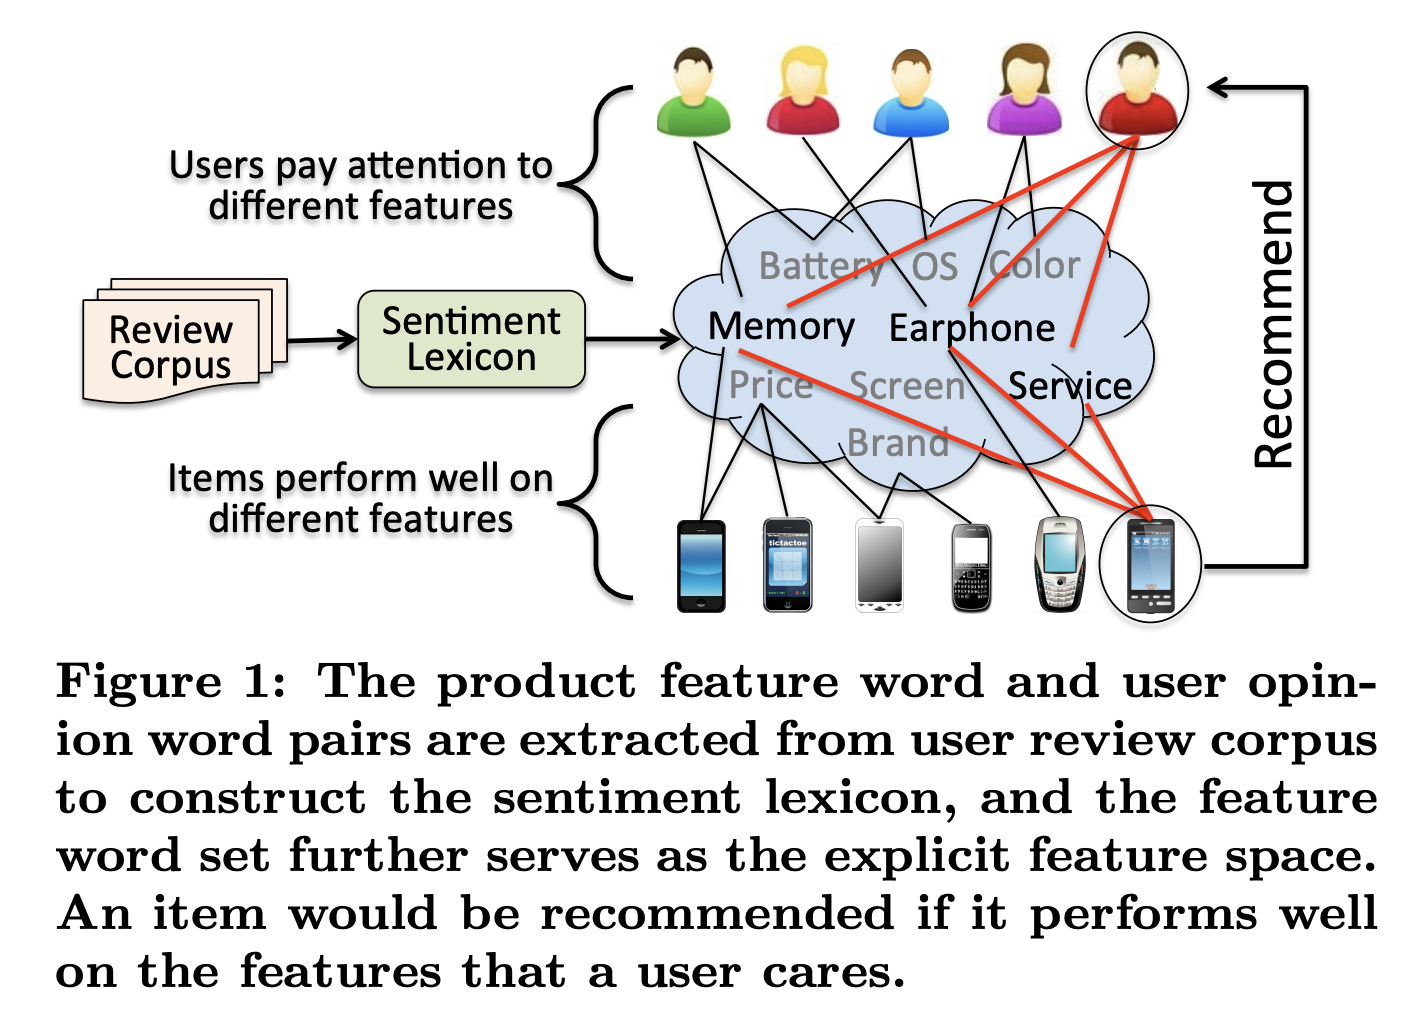 Users pay attention to
different features
Battery OS Color
Review
Corpus
Sentiment
Lexicon
Memory Earphone
Price Screen Service
Brand
Items perform well on
different features
tictactoe
Recommend
Figure 1: The product feature word and user opin-
ion word pairs are extracted from user review corpus
to construct the sentiment lexicon, and the feature
word set further serves as the explicit feature space.
An item would be recommended if it performs well
on the features that a user cares.